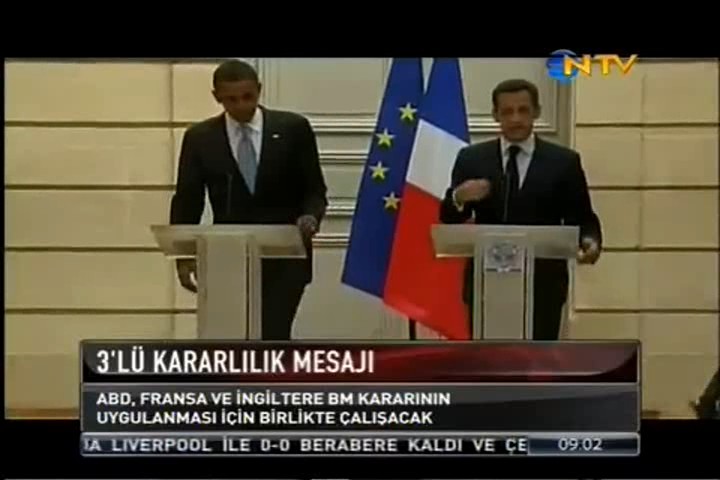 NTV
3'LÜ KARARLILIK MESAJI
ABD, FRANSA VE İNGİLTERE BM KARARININ
UYGULANMASI İÇİN BİRLİKTE ÇALIŞACAK
LIVERPOOL İLE 0-0 BERABERE KALDI VE ÇE
09.02